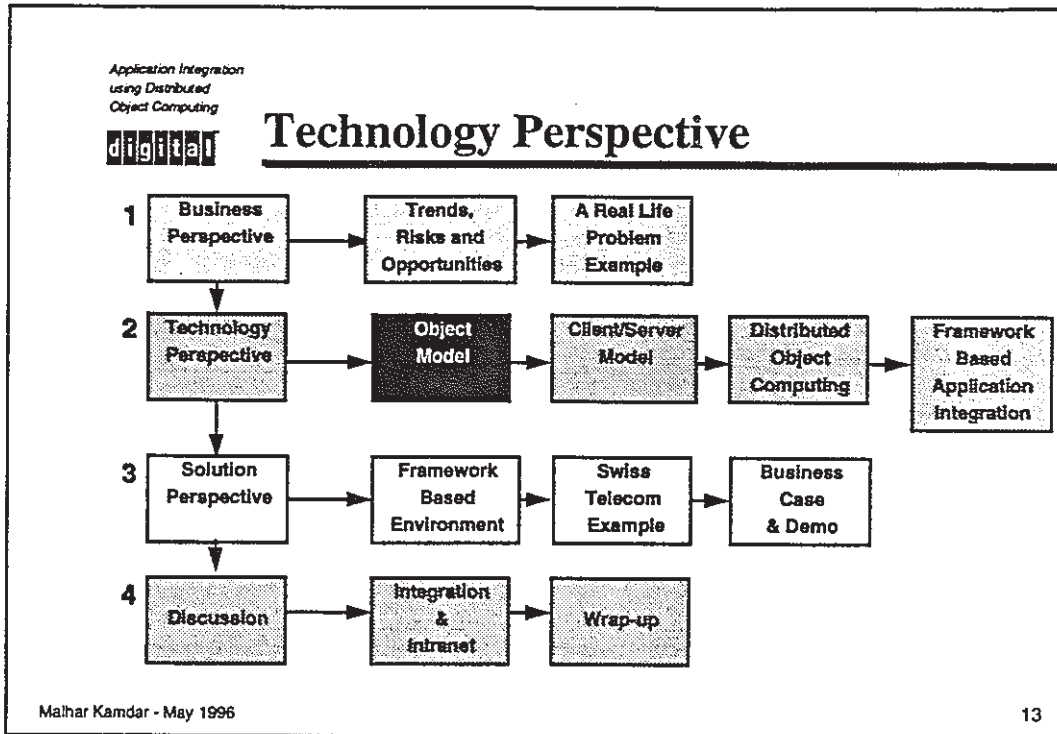 Application Integration
using Distributed
Object Computing
digital
Technology Perspective
1
Business
Perspective
Trends,
Risks and
Opportunities
A Real Life
Problem
Example
2
Technology
Perspective
Object
Model
Client/Server
Model
Distributed
Object
Computing
Framework
Based
Application
Integration
3
Solution
Perspective
Framework
Based
Environment
Swiss
Telecom
Example
Business
Case
& Demo
4
Discussion
Integration
&
Intranet
Wrap-up
Malhar Kamdar - May 1996
13